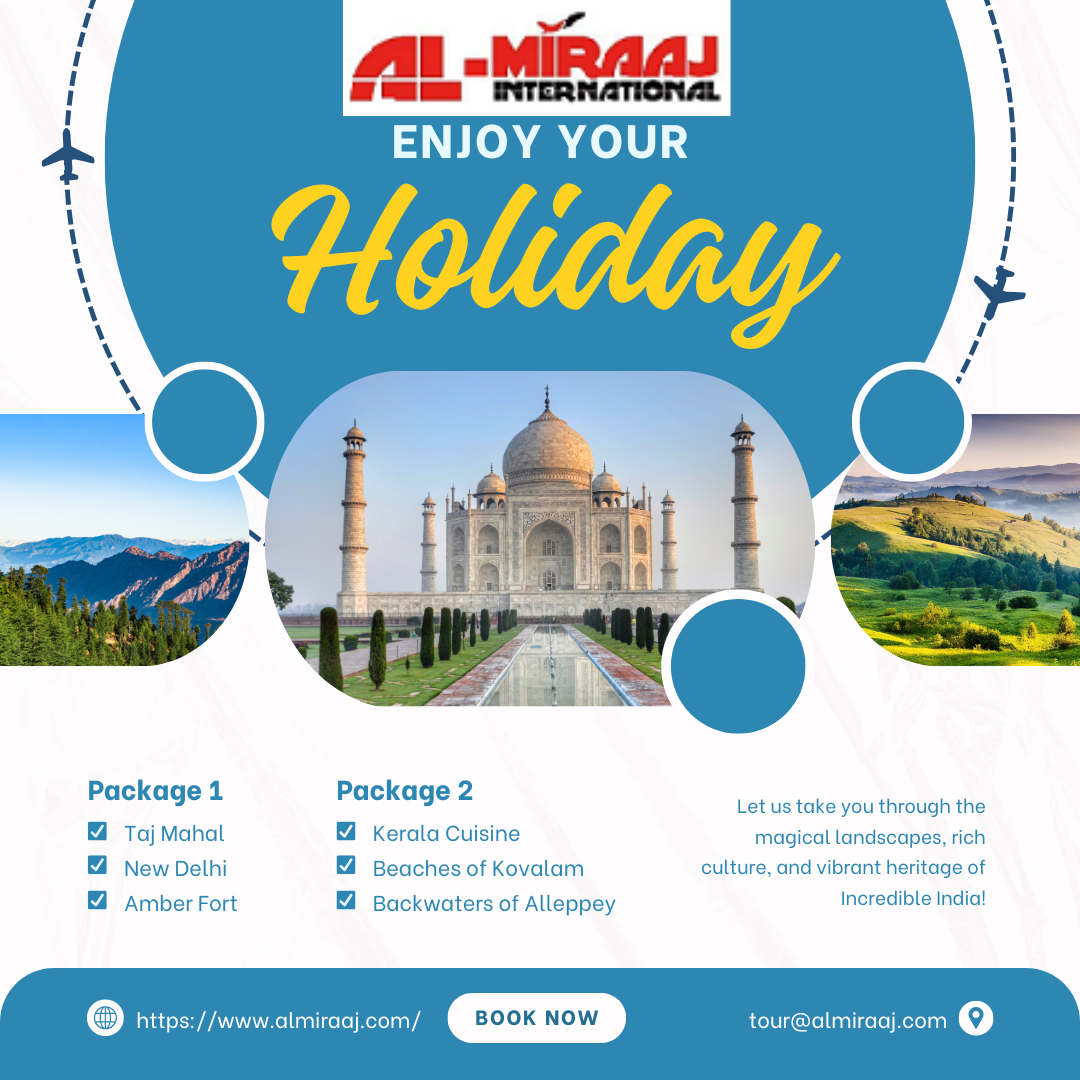 AL-MIRAAJ
INTERNATIONAL
ENJOY YOUR
Holiday
Package 1
Taj Mahal
New Delhi
Amber Fort
Package 2
Kerala Cuisine
Beaches of Kovalam
Backwaters of Alleppey
Let us take you through the
magical landscapes, rich
culture, and vibrant heritage of
Incredible India!
https://www.almiraaj.com/
BOOK NOW
tour@almiraaj.com